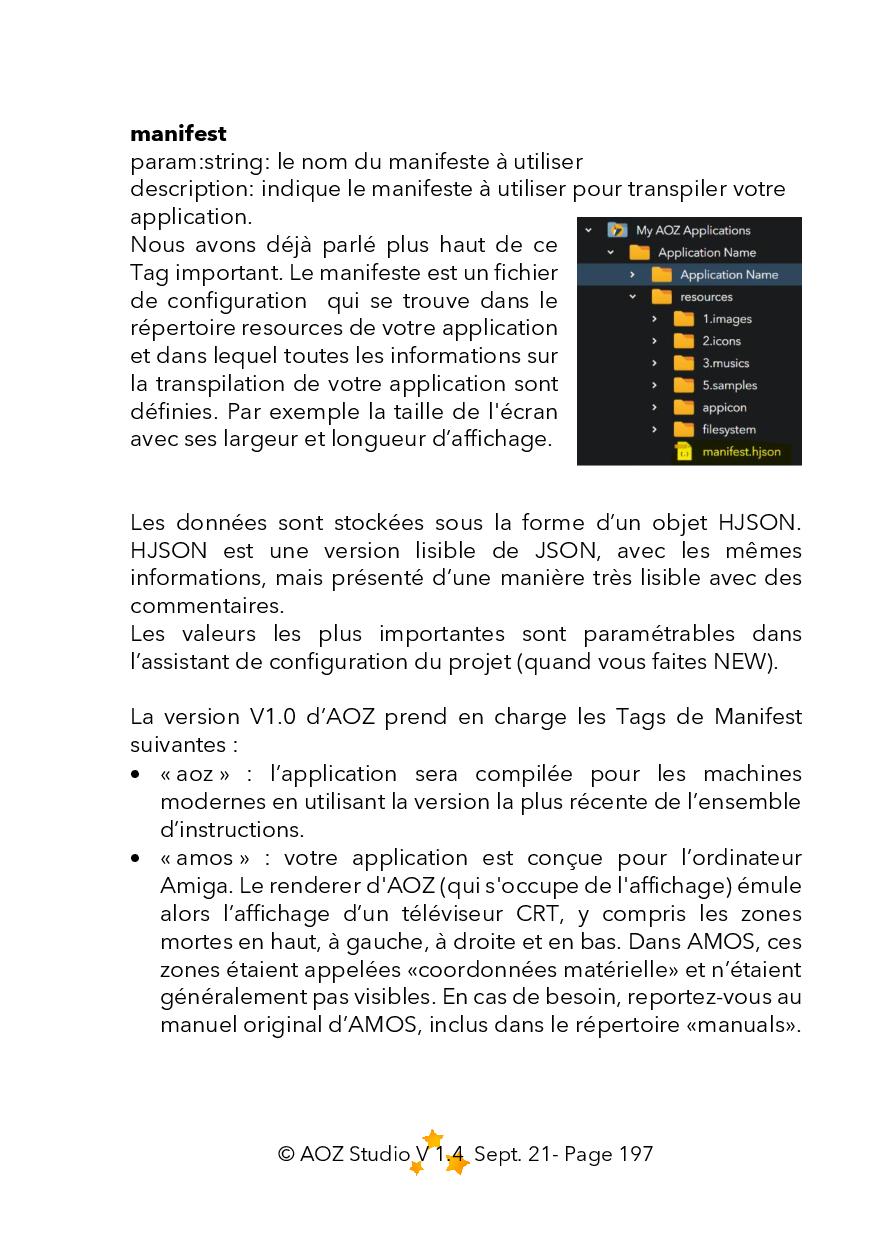 manifest
param:string: le nom du manifeste à utiliser
description: indique le manifeste à utiliser pour transpiler votre
application.
Nous avons déjà parlé plus haut de ce
Tag important. Le manifeste est un fichier
de configuration qui se trouve dans le
répertoire resources de votre application
et dans lequel toutes les informations sur
la transpilation de votre application sont
définies. Par exemple la taille de l'écran
avec ses largeur et longueur d’affichage.
My AOZ Applications
Application Name
Application Name
resources
1.images
2.icons
3.musics
5.samples
appicon
filesystem
manifest.hjson
Les données sont stockées sous la forme d’un objet HJSON.
HJSON est une version lisible de JSON, avec les mêmes
informations, mais présenté d’une manière très lisible avec des
commentaires.
Les valeurs les plus importantes sont paramétrables dans
l’assistant de configuration du projet (quand vous faites NEW).
La version V1.0 d’AOZ prend en charge les Tags de Manifest
suivantes :
• « aoz » : l’application sera compilée pour les machines
modernes en utilisant la version la plus récente de l’ensemble
d’instructions.
• « amos » : votre application est conçue pour l’ordinateur
Amiga. Le renderer d'AOZ (qui s'occupe de l'affichage) émule
alors l’affichage d’un téléviseur CRT, y compris les zones
mortes en haut, à gauche, à droite et en bas. Dans AMOS, ces
zones étaient appelées «coordonnées matérielle» et n’étaient
généralement pas visibles. En cas de besoin, reportez-vous au
manuel original d’AMOS, inclus dans le répertoire «manuals».
© AOZ Studio V 1.4 Sept. 21- Page 197